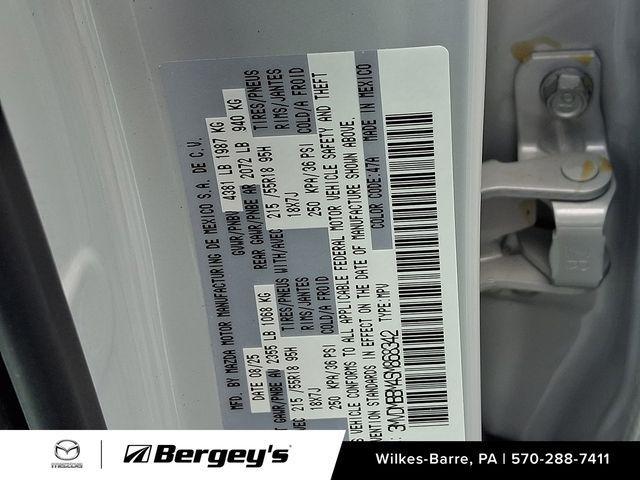 MFD. BY MAZDA MOTOR MANUFACTURING DE MEXICO S.A. DE C.V.
DATE 08/25 GVWR/PNBV 4381 LB 1987 KG
T GAWR/PNBE AV 2355 LB 1068 KG REAR GAWR/PNBE AR 2072 LB 940 KG
TIRES/PNEUS WITH/AVEC TIRES/PNEUS
215/55R18 95H RIMS/JANTES 215/55R18 95H RIMS/JANTES
18X7J COLD/A FROID 18X7J COLD/A FROID
250 KPA/36 PSI 250 KPA/36 PSI
VEHICLE CONFORMS TO ALL APPLICABLE FEDERAL MOTOR VEHICLE SAFETY AND THEFT
VENTION STANDARDS IN EFFECT ON THE DATE OF MANUFACTURE SHOWN ABOVE.
TYPE:MPV COLOR CODE:47A MADE IN MEXICO
mazda
Bergey's
Wilkes-Barre, PA | 570-288-7411